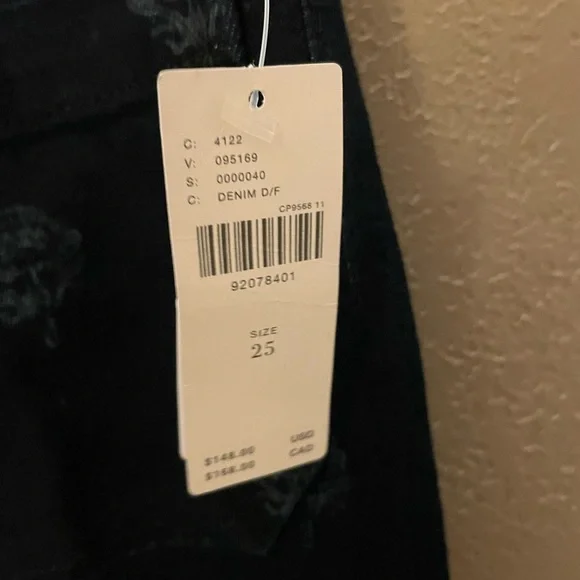 C: 4122
V: 095169
S: 0000040
C: DENIM D/F
CP9568 11
92078401
SIZE
25
$148.00 USD
$168.00 CAD